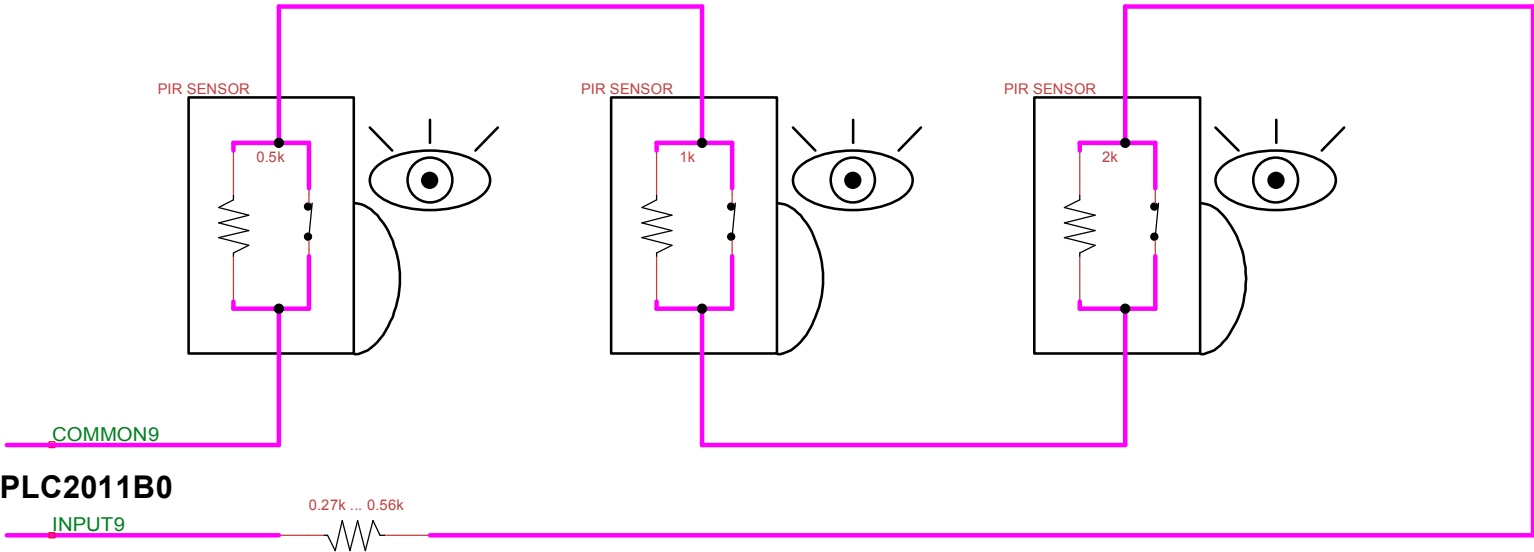 PIR SENSOR
PIR SENSOR
PIR SENSOR
0.5k
1k
2k
COMMON9
PLC2011B0
0.27k ... 0.56k
INPUT9